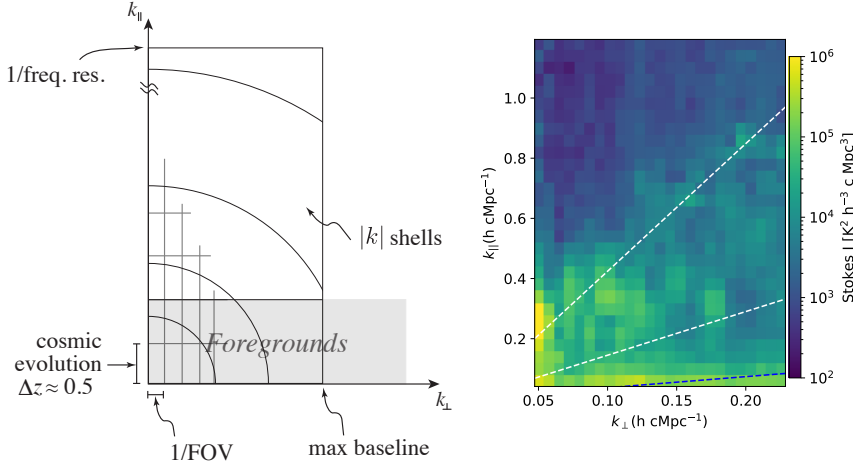 k∥
1/freq. res.
|k| shells
Foregrounds
cosmic
evolution
Δz ≈ 0.5
k⊥
1/FOV
max baseline
1.0
0.8
0.6
0.4
0.2
k∥(h cMpc⁻¹)
0.05
0.10
0.15
0.20
k⊥(h cMpc⁻¹)
10⁶
10⁵
10⁴
10³
10²
Stokes I [K² h⁻³ c Mpc³]